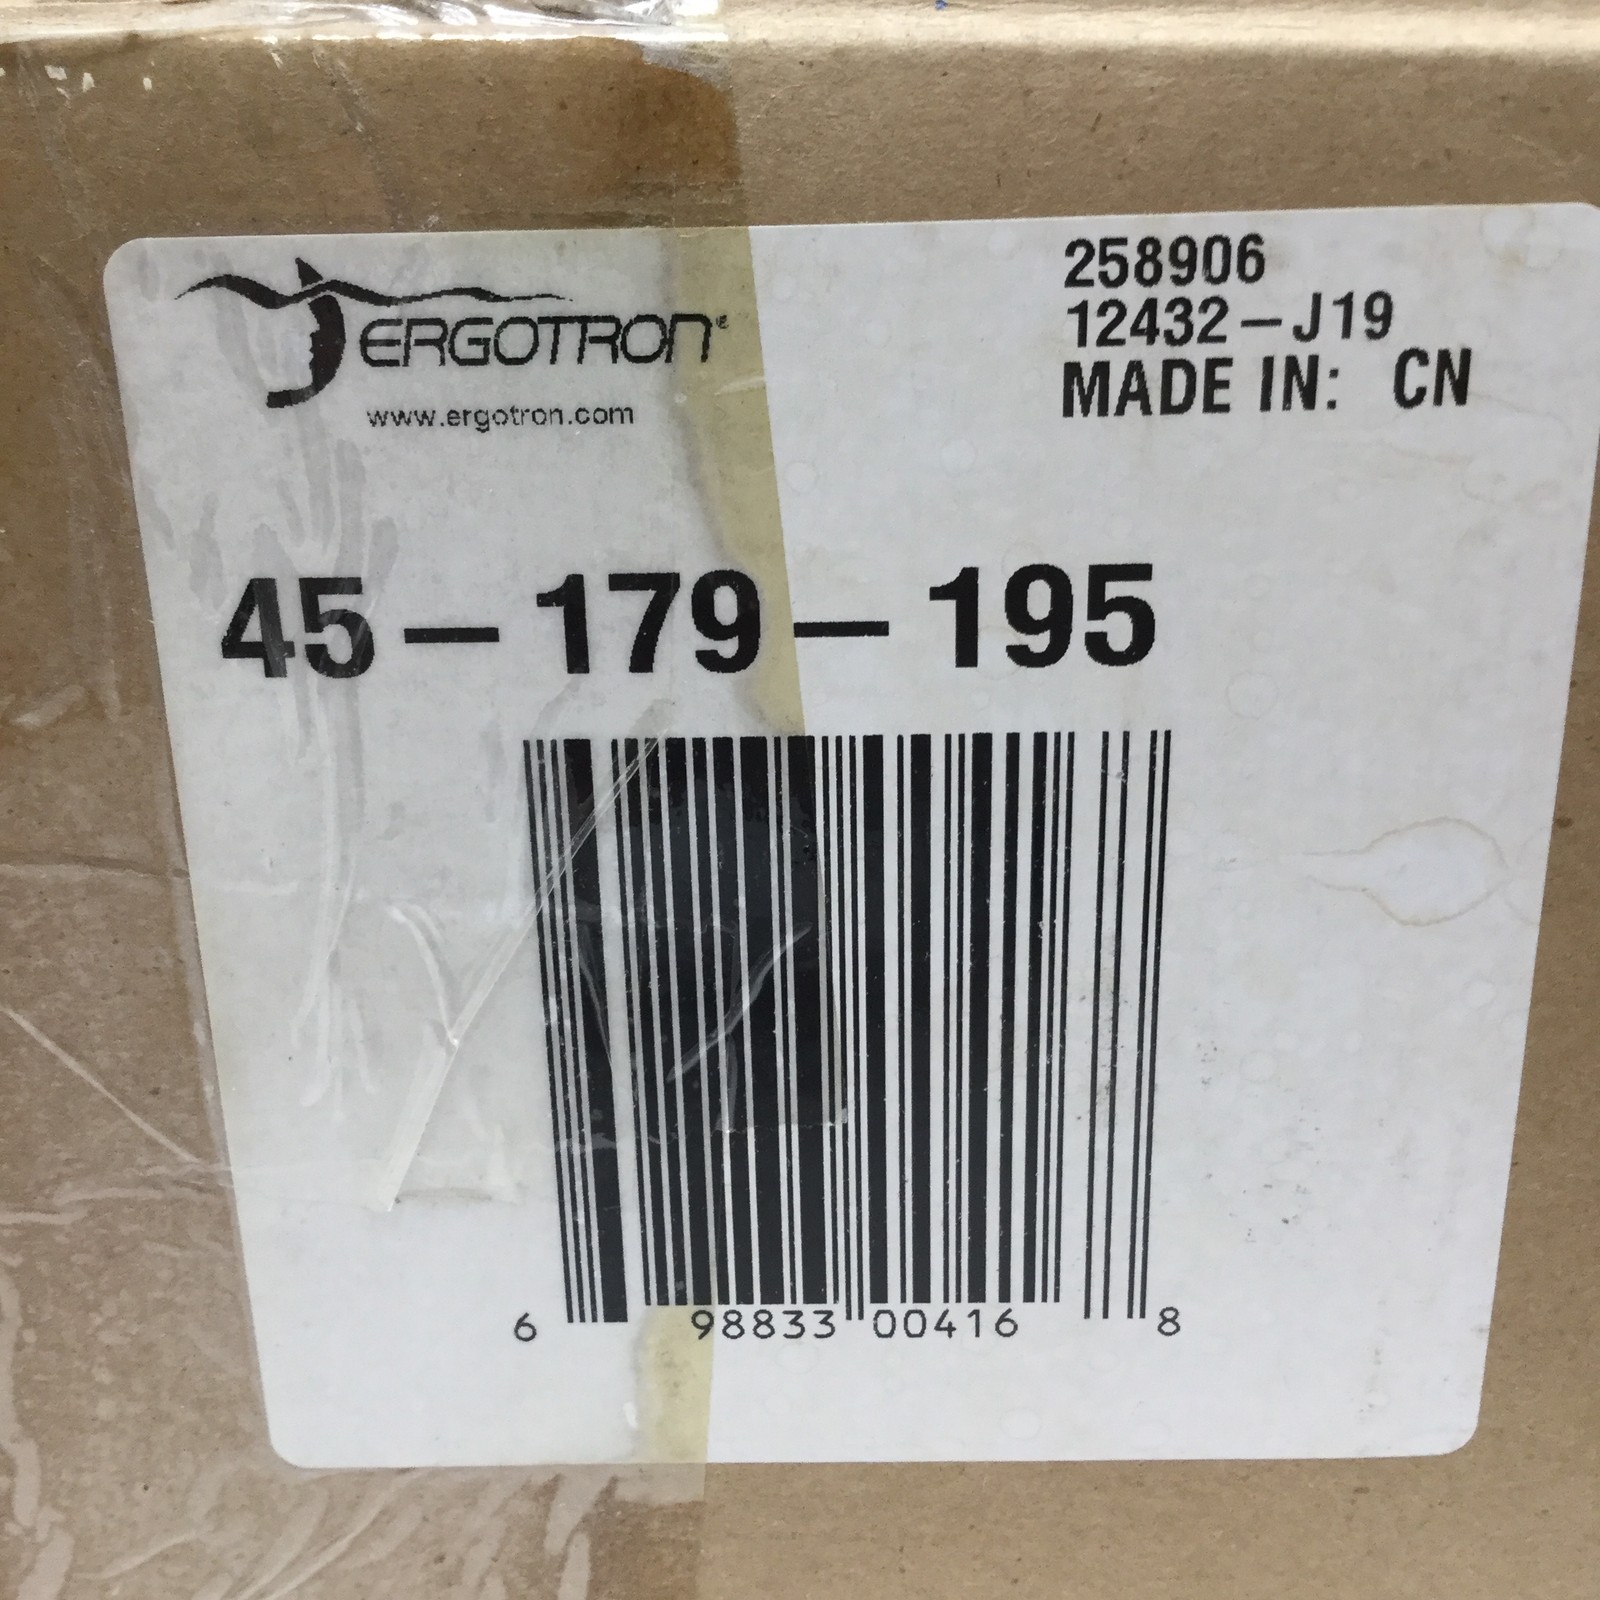 ERGOTRON
www.ergotron.com
258906
12432-J19
MADE IN: CN
45-179-195
6 98833 00416 8